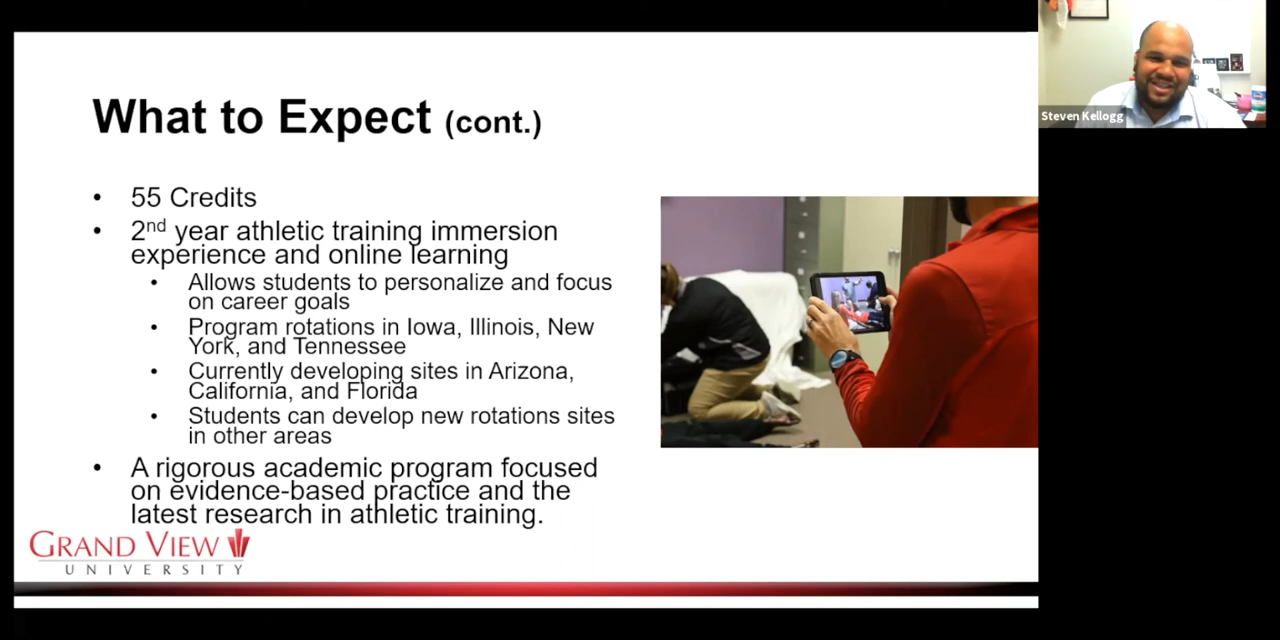 What to Expect (cont.)
Steven Kellogg
• 55 Credits
• 2nd year athletic training immersion
experience and online learning
• Allows students to personalize and focus
on career goals
• Program rotations in Iowa, Illinois, New
York, and Tennessee
• Currently developing sites in Arizona,
California, and Florida
• Students can develop new rotations sites
in other areas
• A rigorous academic program focused
on evidence-based practice and the
latest research in athletic training.
GRAND VIEW
UNIVERSITY